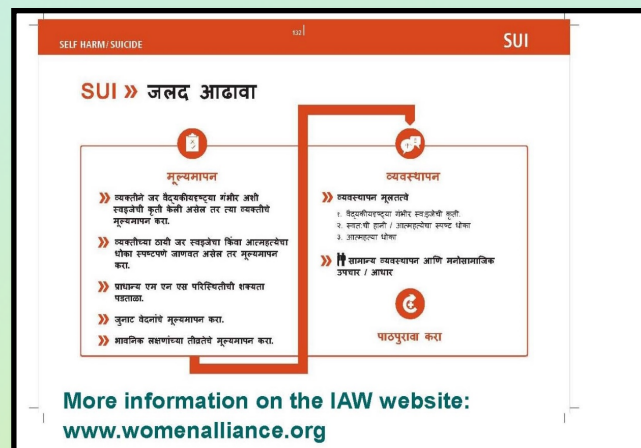 SELF HARM/ SUICIDE
132
SUI
SUI » जलद आढावा
मूल्यमापन
» व्यक्तीने जर वैद्यकीयदृष्ट्या गंभीर अशी
स्वइजेची कृती केली असेल तर त्या व्यक्तीचे
मूल्यमापन करा.
» व्यक्तीच्या ठायी जर स्वइजेचा किंवा आत्महत्येचा
धोका स्पष्टपणे जाणवत असेल तर मूल्यमापन
करा.
» प्राधान्य एम एन एस परिस्थितीची शक्यता
पडताळा.
» जुनाट वेदनांचे मूल्यमापन करा.
» भावनिक लक्षणांच्या तीव्रतेचे मूल्यमापन करा.
व्यवस्थापन
» व्यवस्थापन मूलतत्वे
१. वैद्यकीयदृष्ट्या गंभीर स्वइजेची कृती.
२. स्वतःची हानी / आत्महत्येचा स्पष्ट धोका
३. आत्महत्या धोका
» सामान्य व्यवस्थापन आणि मनोसामाजिक
उपचार / आधार
पाठपुरावा करा
More information on the IAW website:
www.womenalliance.org